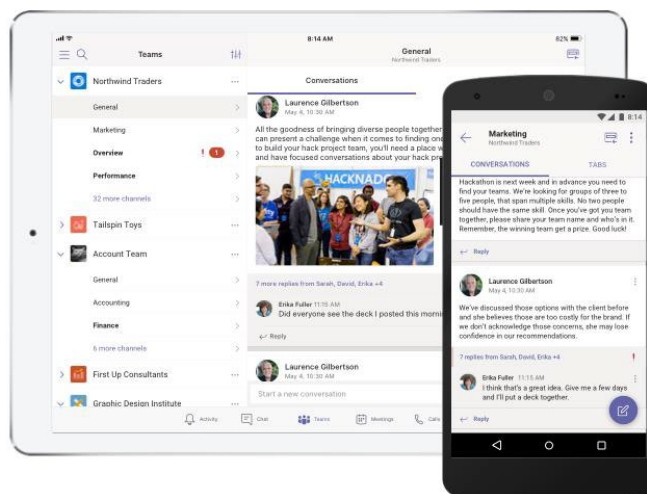 8:14 AM
82%
Teams
General
Northwind Traders
Northwind Traders
General
Marketing
Overview
! 1
Performance
32 more channels
Tailspin Toys
Account Team
General
Accounting
Finance
6 more channels
First Up Consultants
Graphic Design Institute
Conversations
Laurence Gilbertson
May 4, 10:30 AM
All the goodness of bringing diverse people together
can present a challenge when it comes to finding one
to build your hack project team, you'll need a place w
and have focused conversations about your hack pr
HACKNADO
7 more replies from Sarah, David, Erika +4
Erika Fuller 11:15 AM
Did everyone see the deck I posted this morni
Reply
Laurence Gilbertson
May 4, 10:30 AM
Start a new conversation
Activity
Chat
Teams
Meetings
Calls
8:14
Marketing
Northwind Traders
CONVERSATIONS
TABS
Hackathon is next week and in advance you need to
find your teams. We're looking for groups of three to
five people, that span multiple skills. No two people
should have the same skill. Once you've got you team
together, please share your team name and who's in it.
Remember, the winning team get a prize. Good luck!
Reply
Laurence Gilbertson
May 4, 10:30 AM
We've discussed those options with the client before
and she believes those are too costly for the brand. If
we don't acknowledge those concerns, she may lose
confidence in our recommendations.
7 replies from Sarah, David, Erika +4
!
Erika Fuller 11:15 AM
I think that's a great idea. Give me a few days
and I'll put a deck together.
Reply